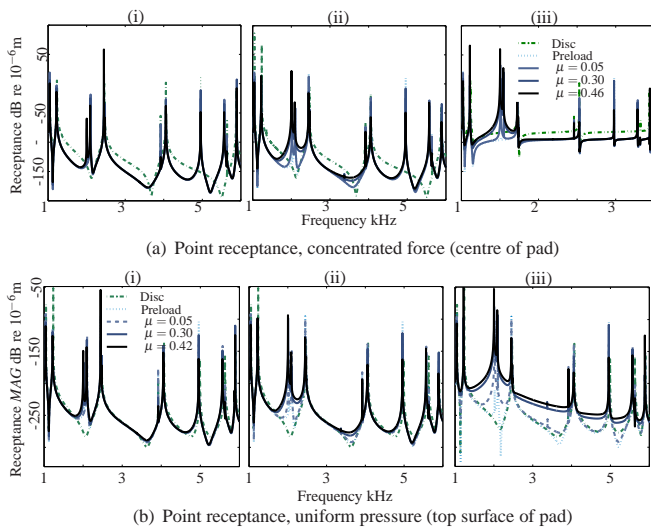 (i)
(ii)
(iii)
Receptance dB re 10⁻⁶m
50
-50
-150
Disc
Preload
μ = 0.05
μ = 0.30
μ = 0.46
1 3 5
1 3 5
1 2 3
Frequency kHz
(a) Point receptance, concentrated force (centre of pad)
(i)
(ii)
(iii)
Receptance MAG dB re 10⁻⁶m
-50
-150
-250
Disc
Preload
μ = 0.05
μ = 0.30
μ = 0.42
1 3 5
1 3 5
1 3 5
Frequency kHz
(b) Point receptance, uniform pressure (top surface of pad)